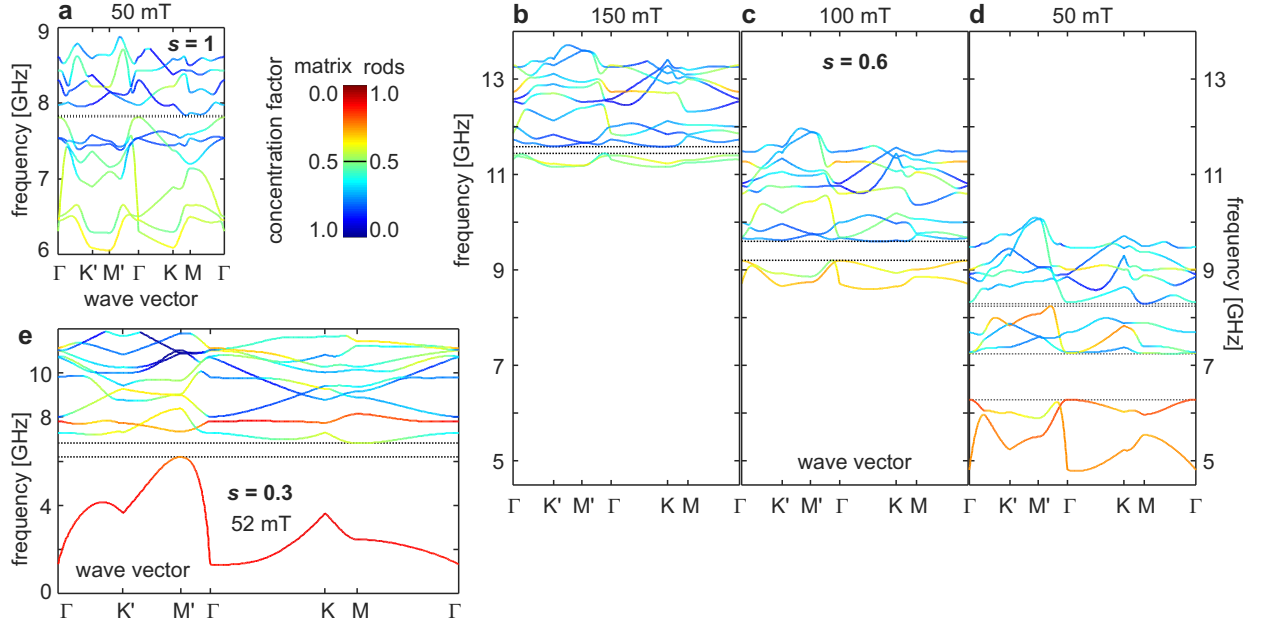 a 50 mT
9
8
7
6
frequency [GHz]
s = 1
Γ K' M' Γ K M Γ
wave vector
matrix rods
0.0 1.0
0.5 0.5
1.0 0.0
concentration factor
b 150 mT
c 100 mT
d 50 mT
s = 0.6
13
11
9
7
5
frequency [GHz]
13
11
9
7
5
frequency [GHz]
wave vector
Γ K' M' Γ K M Γ K' M' Γ K M Γ K' M' Γ K M Γ
e
10
8
4
0
frequency [GHz]
s = 0.3
52 mT
wave vector
Γ K' M' Γ K M Γ